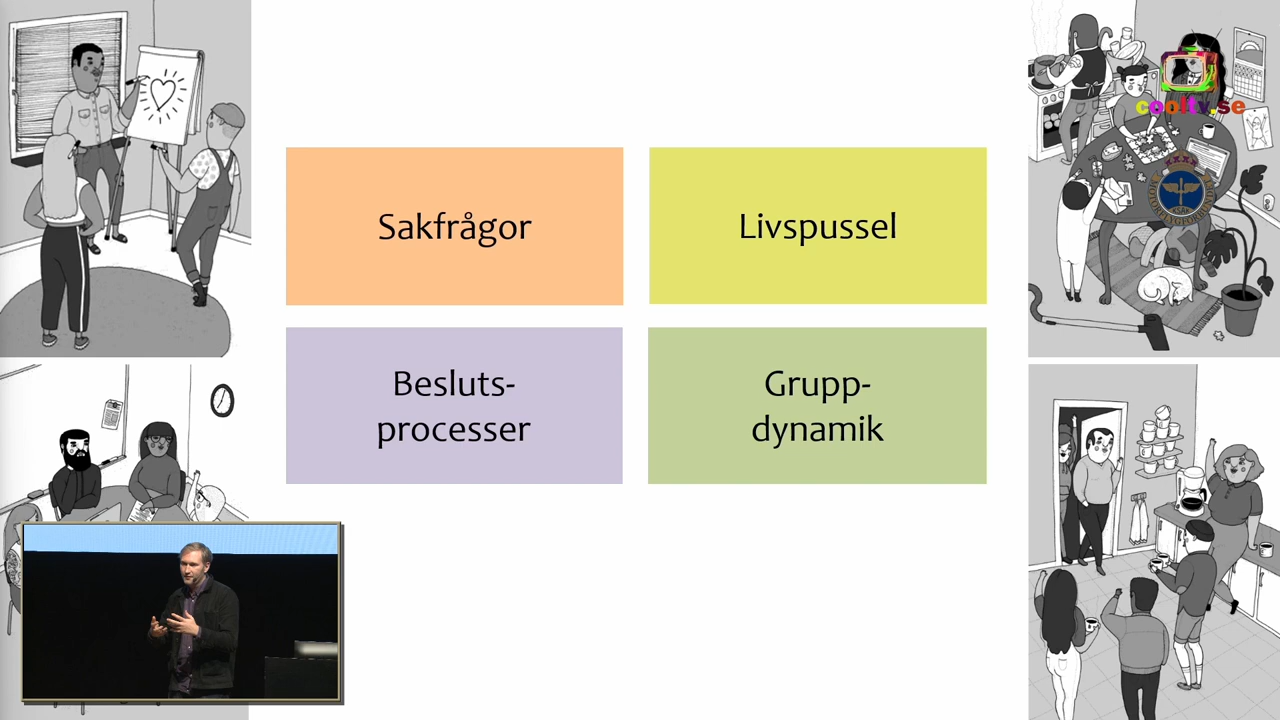 cooltv.se
Sakfrågor
Livspussel
Besluts-
processer
Grupp-
dynamik